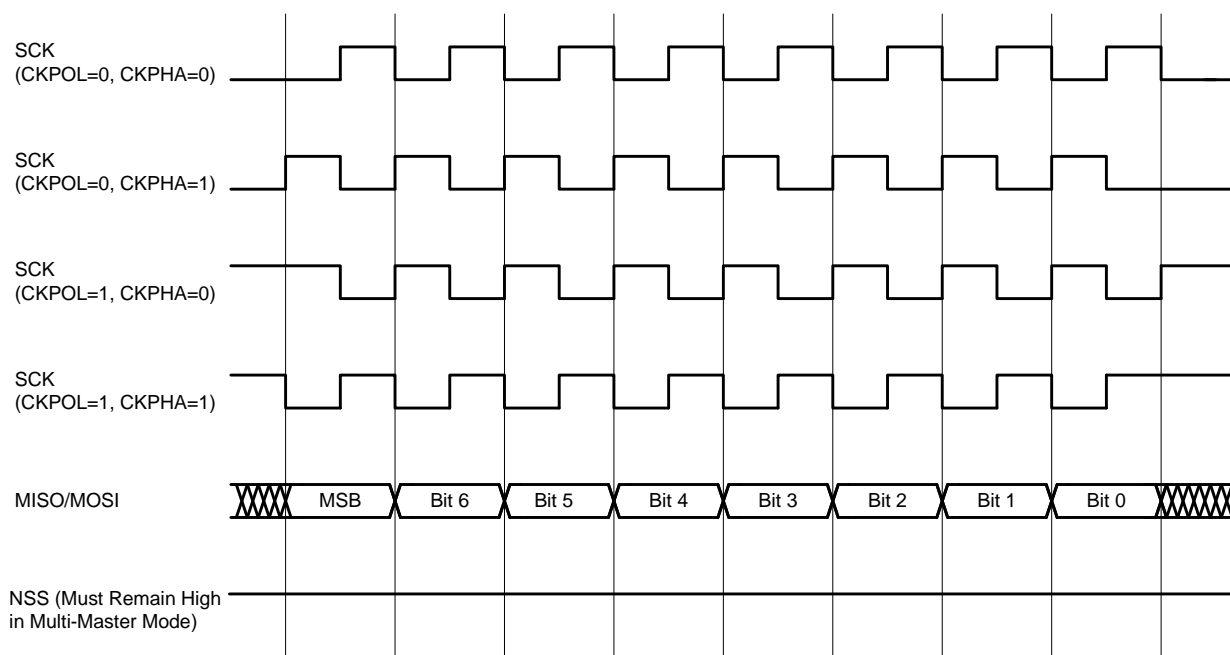 SCK
(CKPOL=0, CKPHA=0)
SCK
(CKPOL=0, CKPHA=1)
SCK
(CKPOL=1, CKPHA=0)
SCK
(CKPOL=1, CKPHA=1)
MISO/MOSI
MSB
Bit 6
Bit 5
Bit 4
Bit 3
Bit 2
Bit 1
Bit 0
NSS (Must Remain High
in Multi-Master Mode)